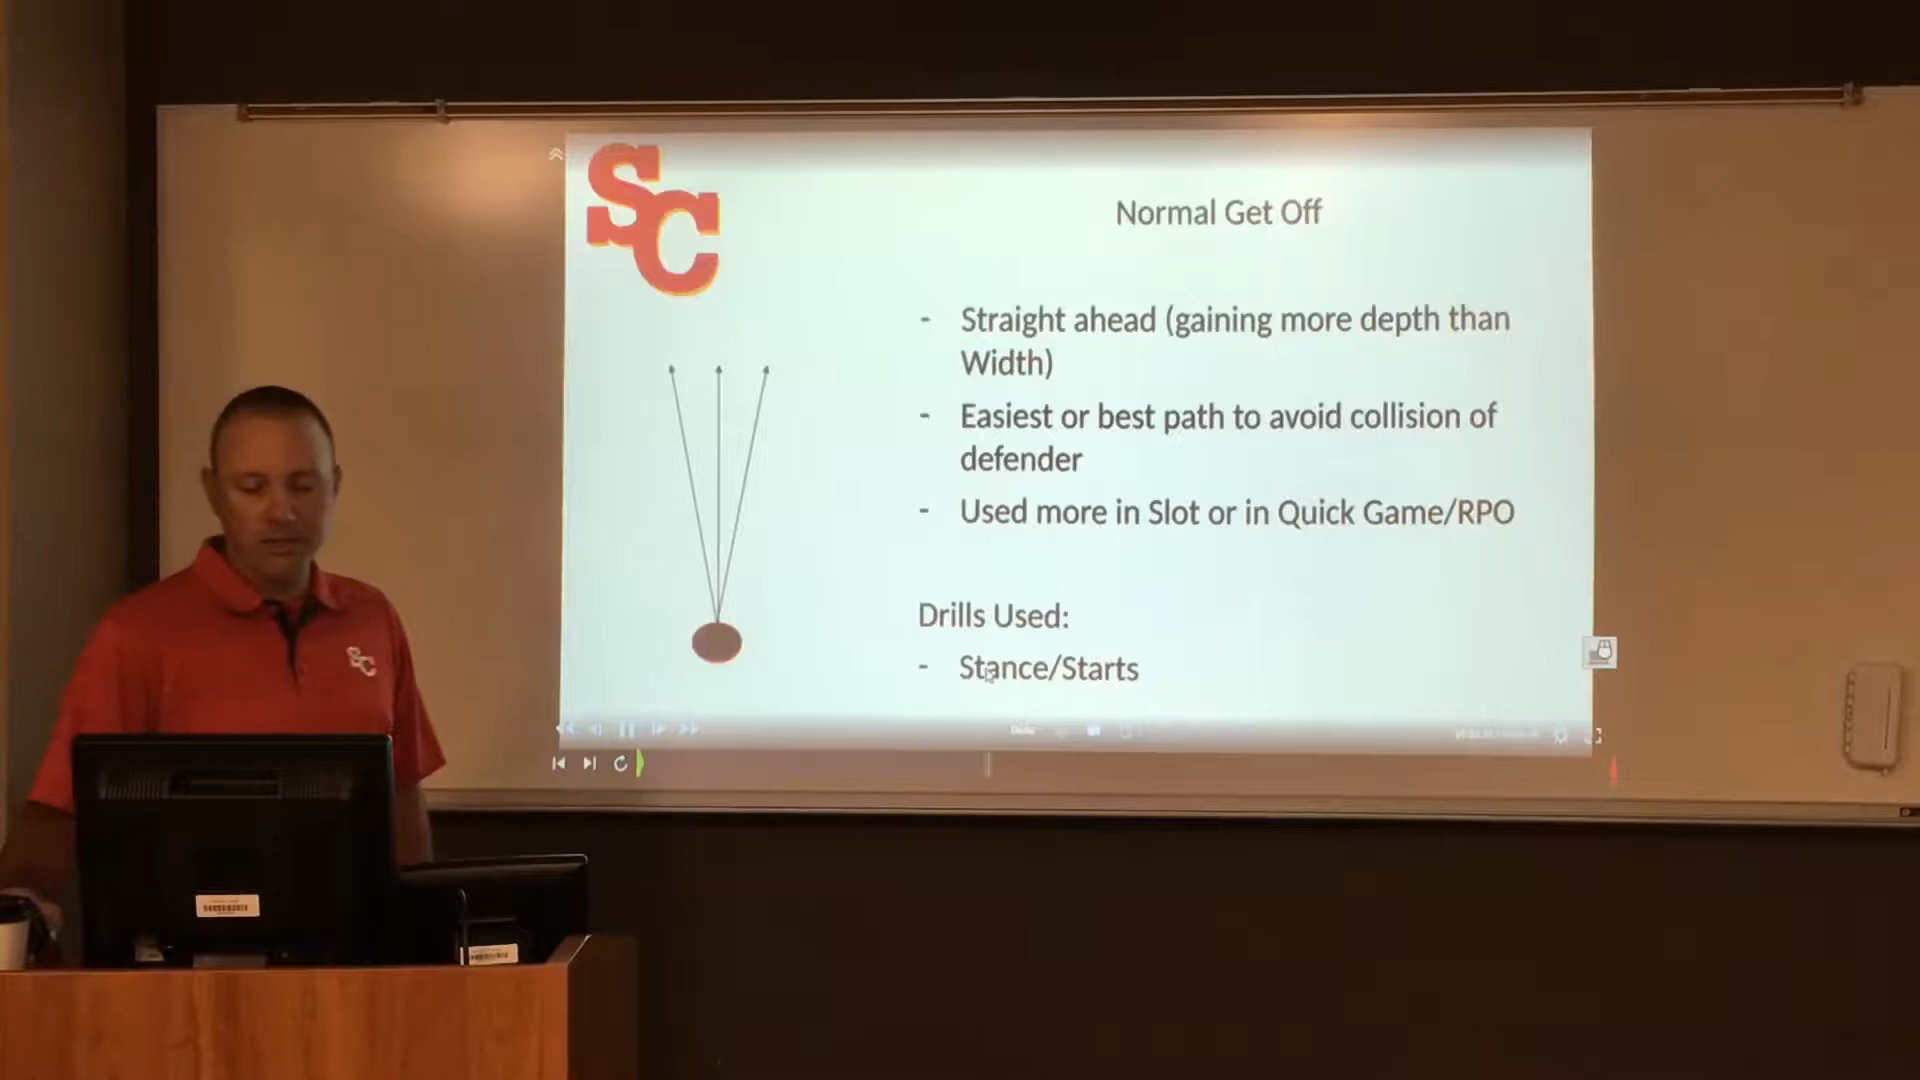 SC
Normal Get Off
- Straight ahead (gaining more depth than
Width)
- Easiest or best path to avoid collision of
defender
- Used more in Slot or in Quick Game/RPO
Drills Used:
- Stance/Starts
SC